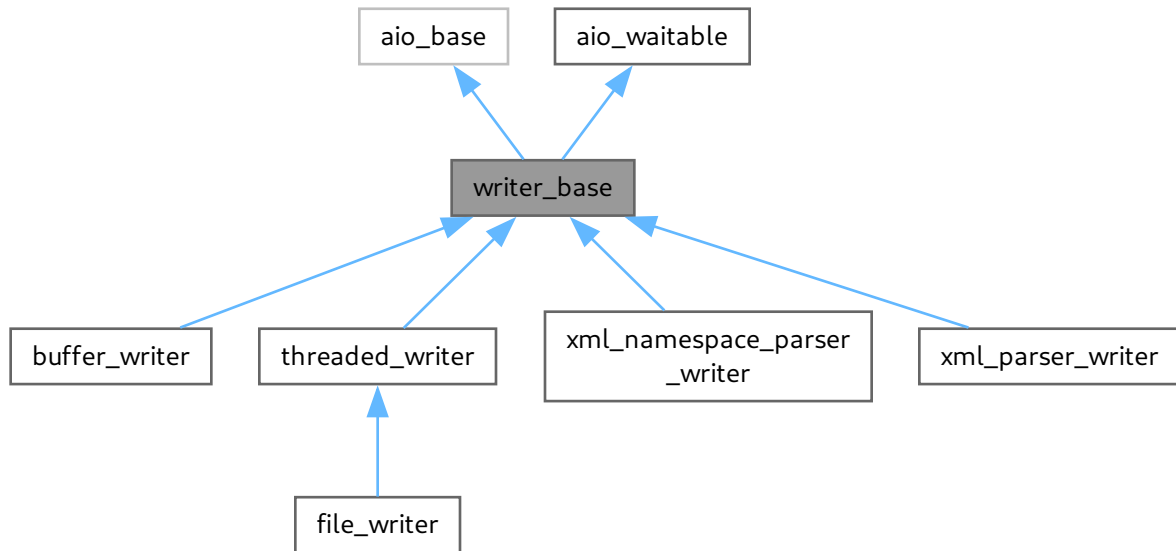 aio_base
aio_waitable
writer_base
buffer_writer
threaded_writer
xml_namespace_parser
_writer
xml_parser_writer
file_writer